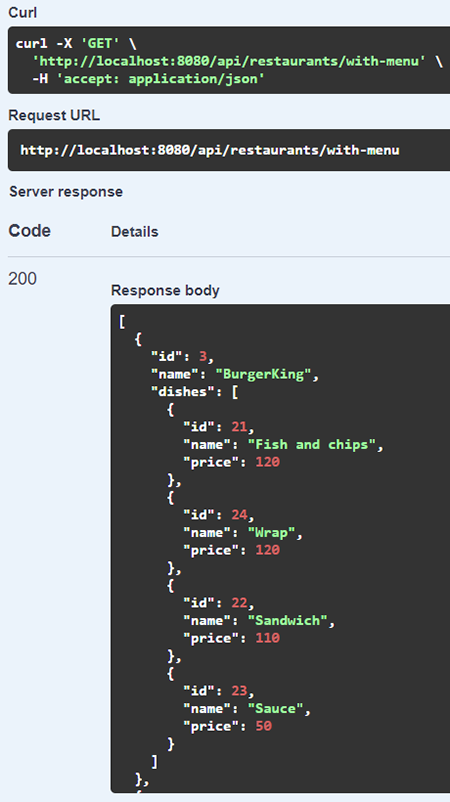 Curl
curl -X 'GET' \
  'http://localhost:8080/api/restaurants/with-menu' \
  -H 'accept: application/json'
Request URL
http://localhost:8080/api/restaurants/with-menu
Server response
Code Details
200
Response body
[
  {
    "id": 3,
    "name": "BurgerKing",
    "dishes": [
      {
        "id": 21,
        "name": "Fish and chips",
        "price": 120
      },
      {
        "id": 24,
        "name": "Wrap",
        "price": 120
      },
      {
        "id": 22,
        "name": "Sandwich",
        "price": 110
      },
      {
        "id": 23,
        "name": "Sauce",
        "price": 50
      }
    ]
  },